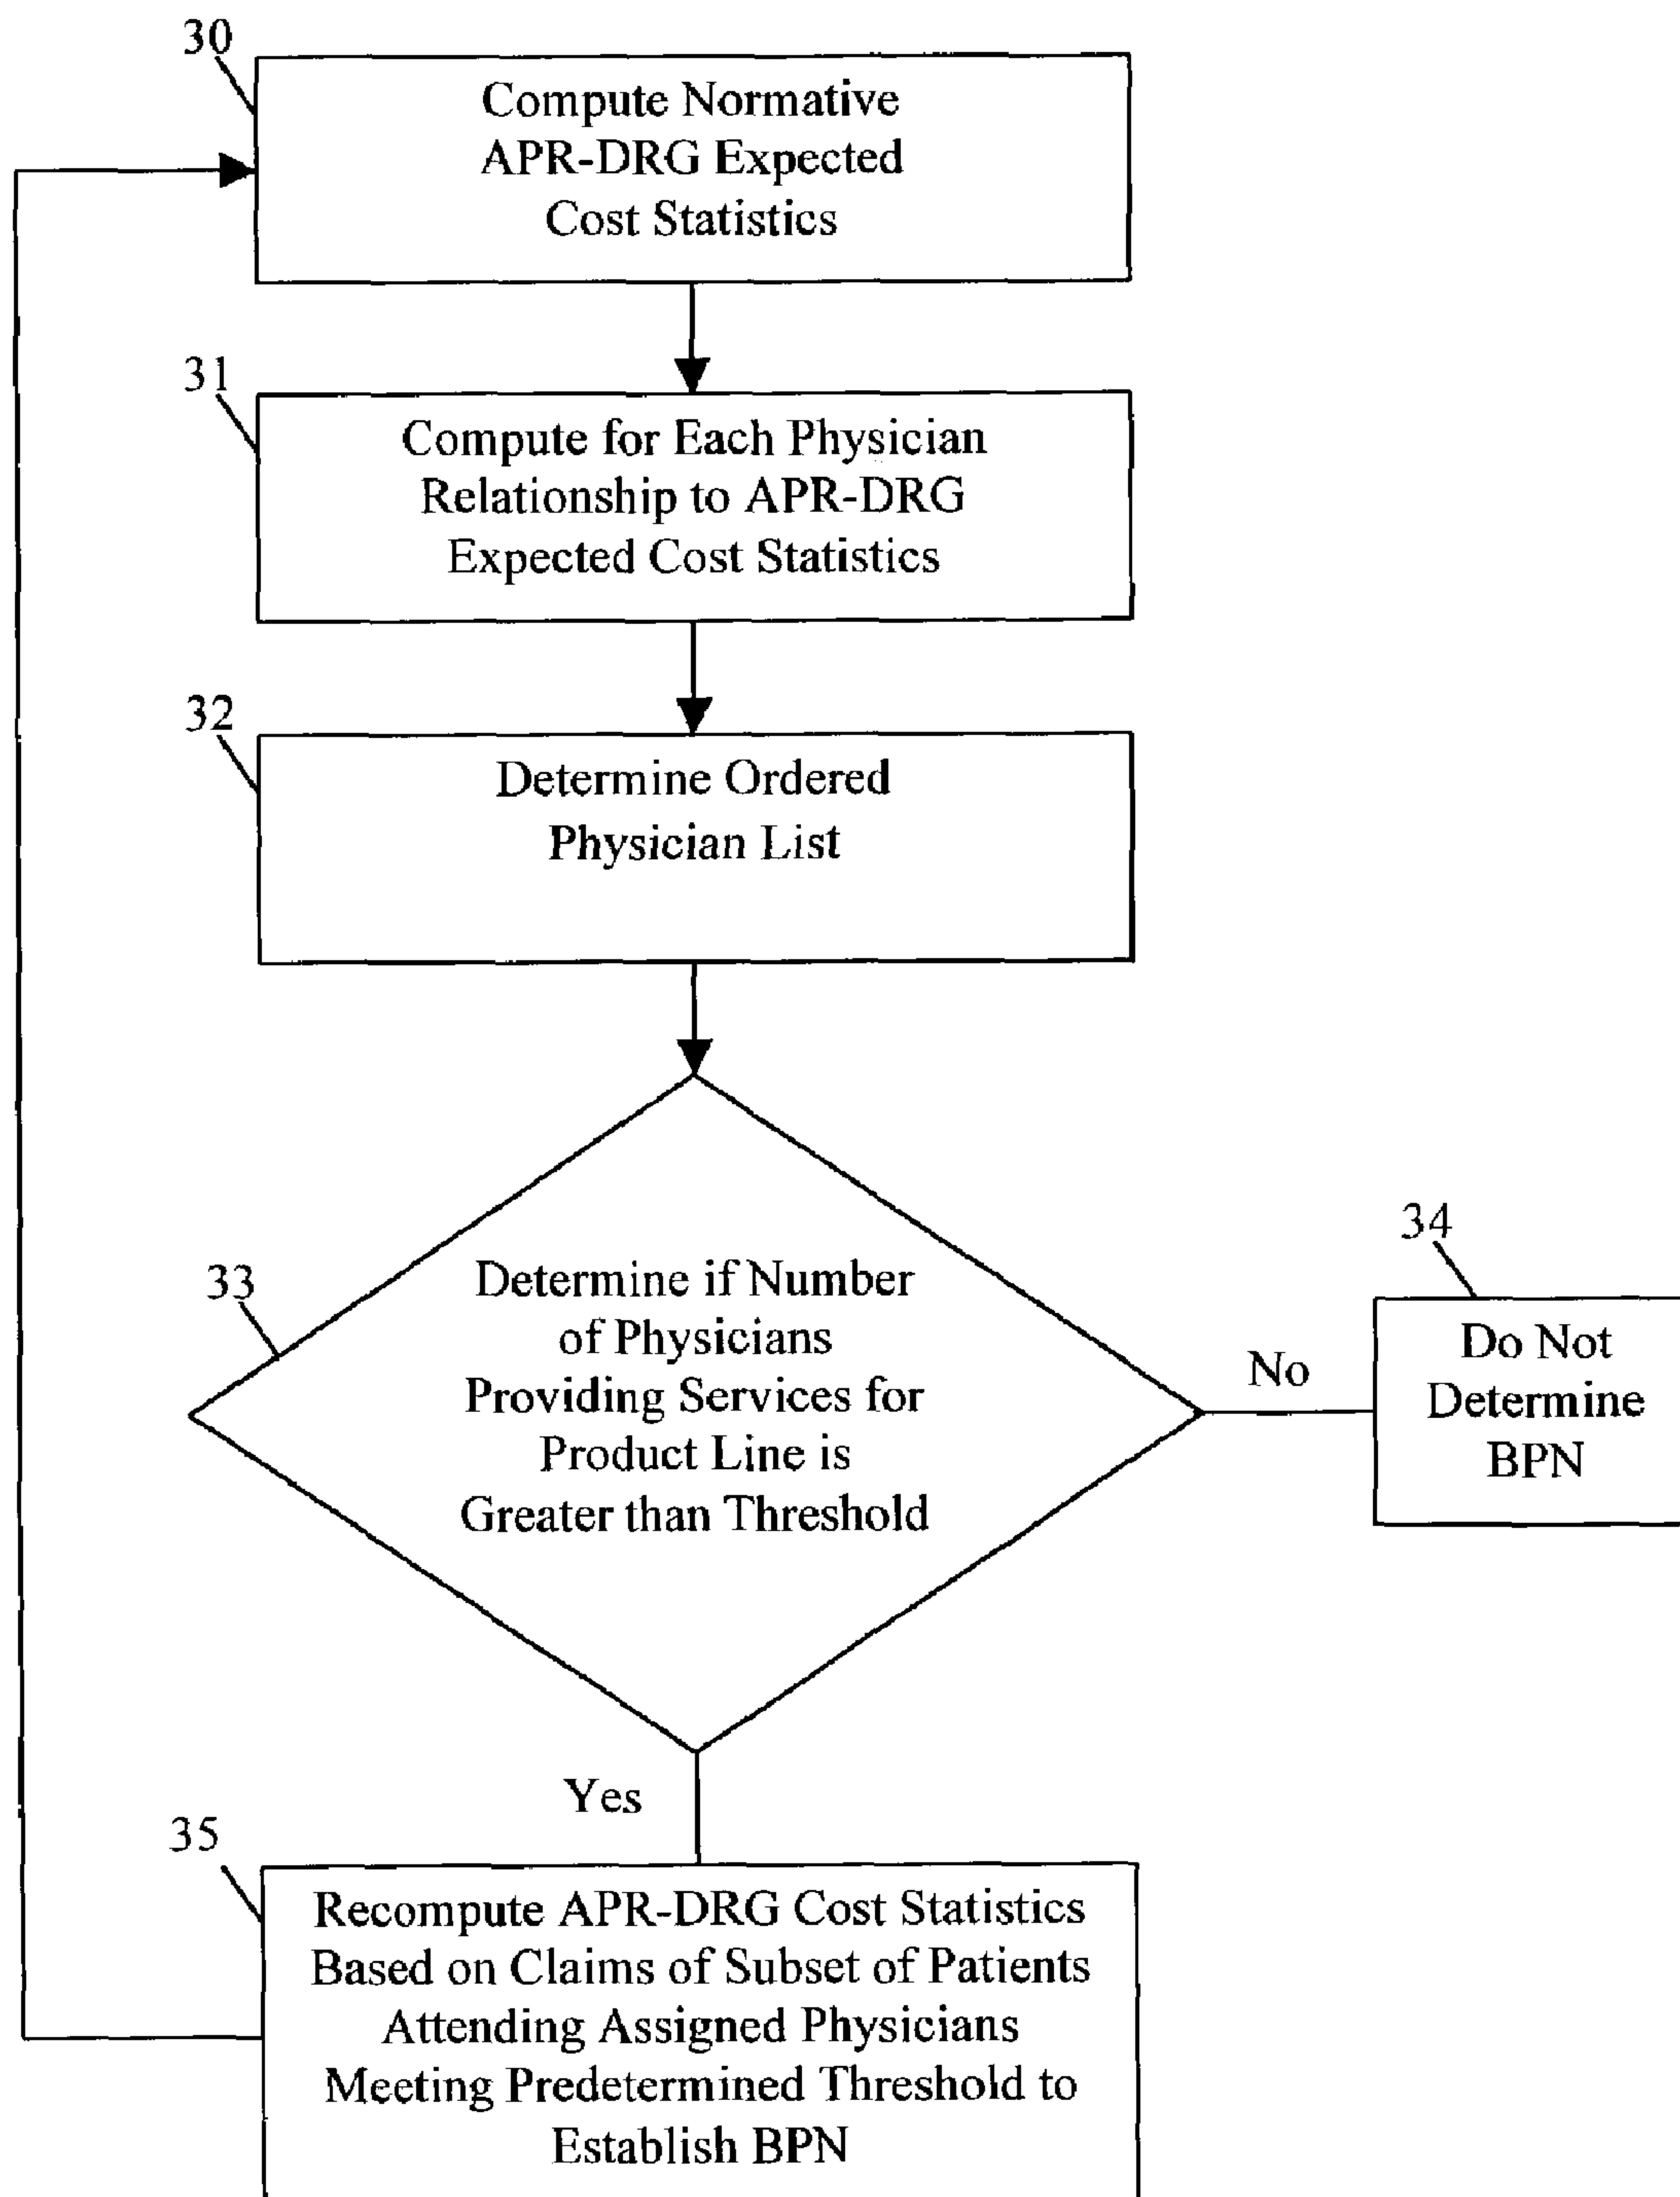 30
Compute Normative
APR-DRG Expected
Cost Statistics
31
Compute for Each Physician
Relationship to APR-DRG
Expected Cost Statistics
32
Determine Ordered
Physician List
33
Determine if Number
of Physicians
Providing Services for
Product Line is
Greater than Threshold
No
34
Do Not
Determine
BPN
Yes
35
Recompute APR-DRG Cost Statistics
Based on Claims of Subset of Patients
Attending Assigned Physicians
Meeting Predetermined Threshold to
Establish BPN